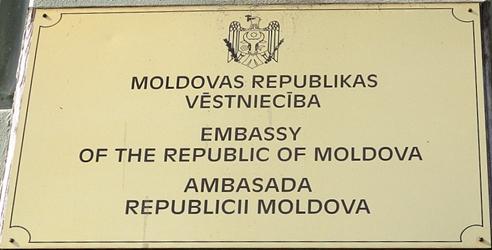 MOLDOVAS REPUBLIKAS
VĒSTNIECĪBA
EMBASSY
OF THE REPUBLIC OF MOLDOVA
AMBASADA
REPUBLICII MOLDOVA